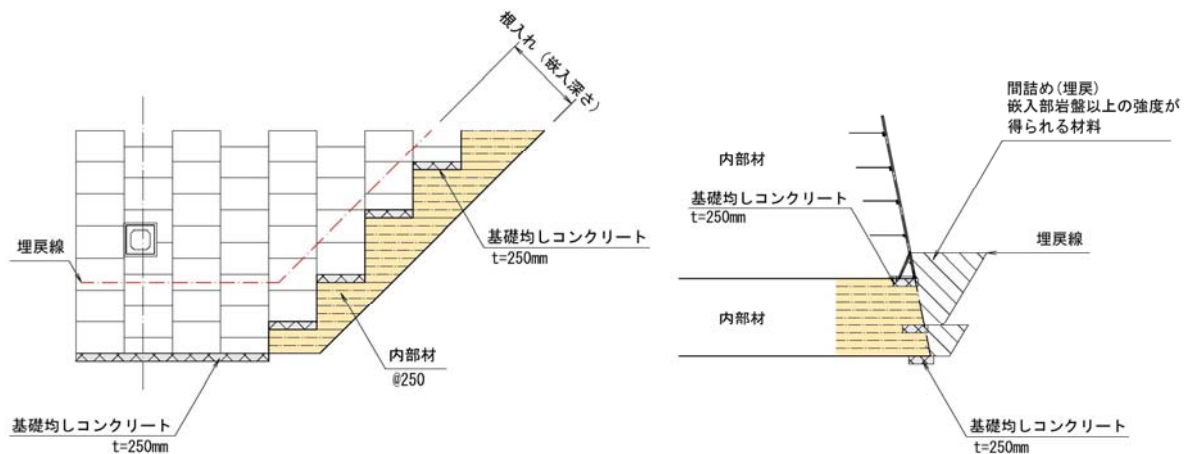 根入れ（嵌入深さ）
埋戻線
基礎均しコンクリート
t=250mm
内部材
@250
基礎均しコンクリート
t=250mm
間詰め(埋戻)
嵌入部岩盤以上の強度が
得られる材料
内部材
基礎均しコンクリート
t=250mm
埋戻線
内部材
基礎均しコンクリート
t=250mm